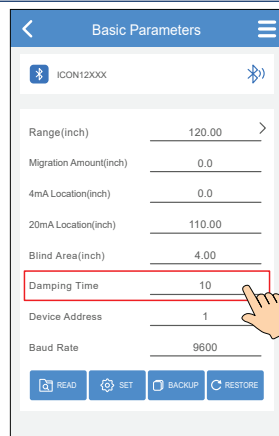 Basic Parameters
ICON12XXX
Range(inch) 120.00
Migration Amount(inch) 0.0
4mA Location(inch) 0.0
20mA Location(inch) 110.00
Blind Area(inch) 4.00
Damping Time 10
Device Address 1
Baud Rate 9600
READ SET BACKUP RESTORE